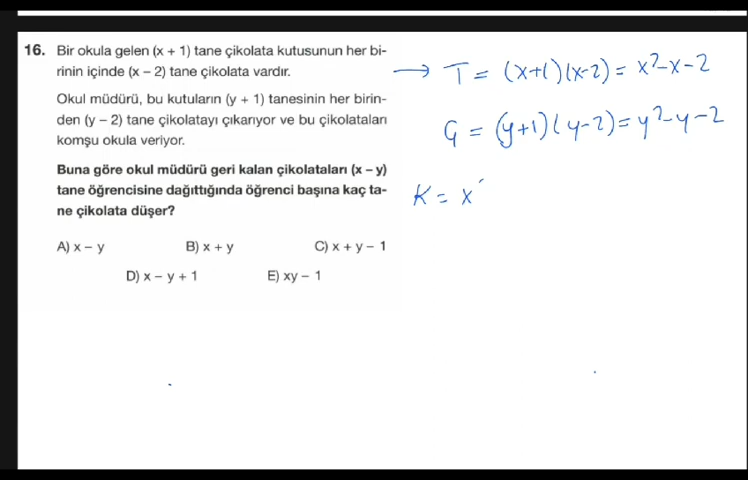 16. Bir okula gelen (x + 1) tane çikolata kutusunun her bi-
rinin içinde (x – 2) tane çikolata vardır.
Okul müdürü, bu kutuların (y + 1) tanesinin her birin-
den (y – 2) tane çikolatayı çıkarıyor ve bu çikolataları
komşu okula veriyor.
Buna göre okul müdürü geri kalan çikolataları (x – y)
tane öğrencisine dağıttığında öğrenci başına kaç ta-
ne çikolata düşer?
A) x – y B) x + y C) x + y – 1
D) x – y + 1 E) xy – 1
→ T = (x+1)(x-2) = x²-x-2
G = (y+1)(y-2) = y²-y-2
K = x